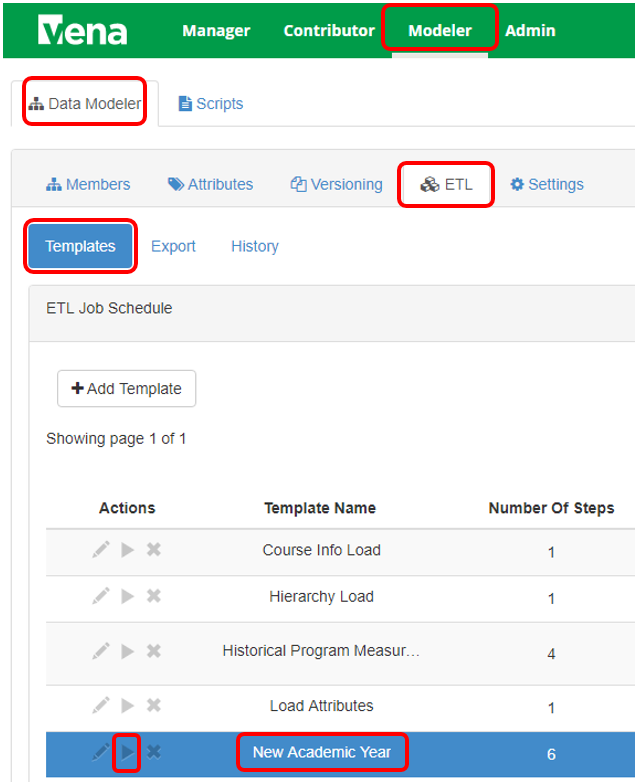 Vena Manager Contributor Modeler Admin
Data Modeler Scripts
Members Attributes Versioning ETL Settings
Templates Export History
ETL Job Schedule
Add Template
Showing page 1 of 1
Actions Template Name Number Of Steps
Course Info Load 1
Hierarchy Load 1
Historical Program Measur... 4
Load Attributes 1
New Academic Year 6